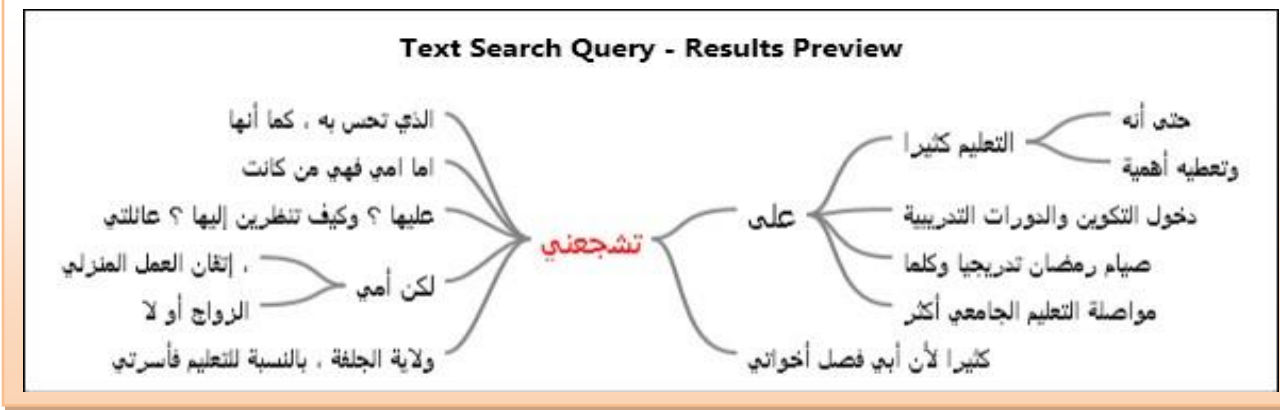 Text Search Query - Results Preview
الذي تحس به ، كما أنها
اما امي فهي من كانت
عليها ؟ وكيف تنظرين إليها ؟ عائلتي
، إتقان العمل المنزلي
الزواج أو لا
لكن أمي
ولاية الجلفة ، بالنسبة للتعليم فأسرتي
تشجعني
على
التعليم كثيرا
حتى أنه
وتعطيه أهمية
دخول التكوين والدورات التدريبية
صيام رمضان تدريجيا وكلما
مواصلة التعليم الجامعي أكثر
كثيرا لأن أبي فصل أخواتي